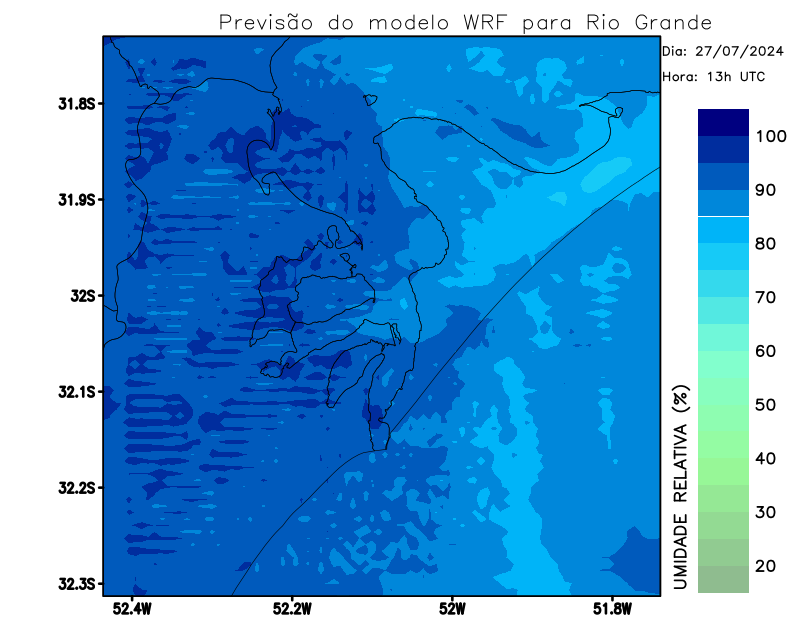 Previsão do modelo WRF para Rio Grande
Dia: 27/07/2024
Hora: 13h UTC
31.8S
31.9S
32S
32.1S
32.2S
32.3S
52.4W
52.2W
52W
51.8W
100
90
80
70
60
50
40
30
20
UMIDADE RELATIVA (%)